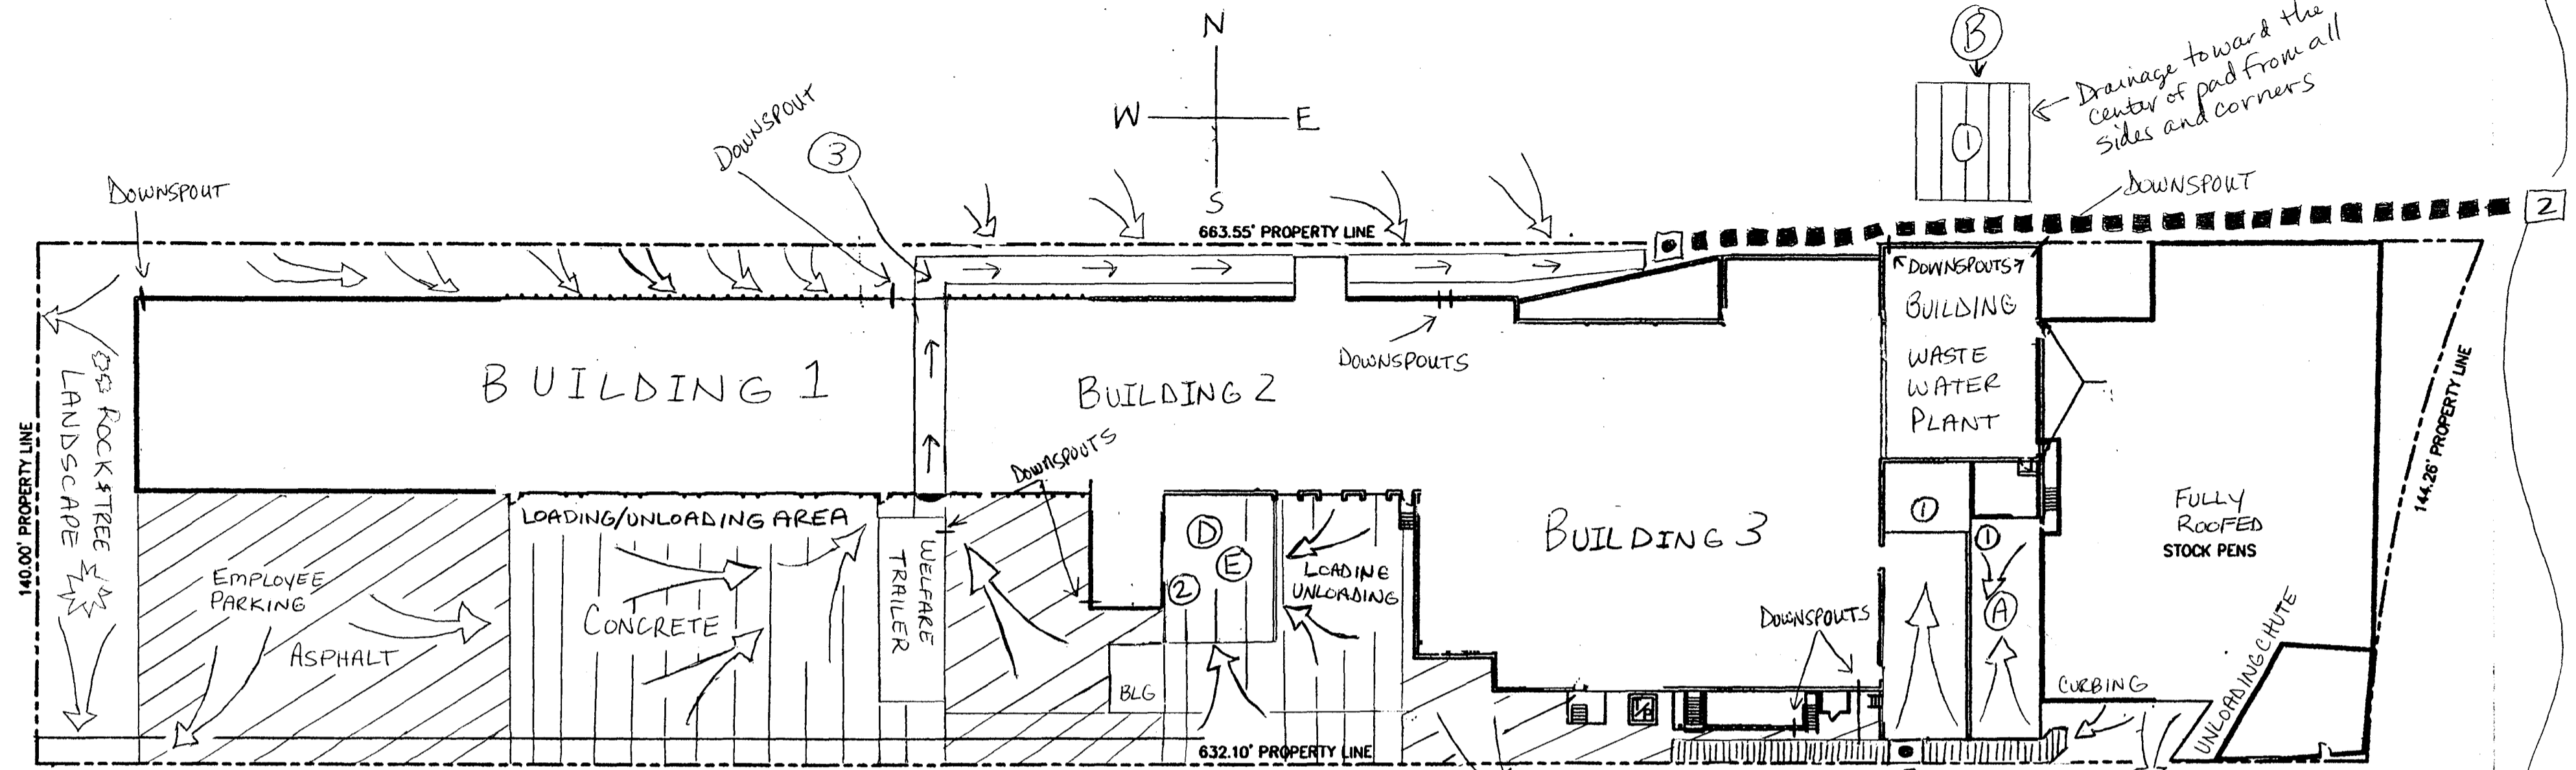 N
W
E
S
B
1
Drainage toward the
center of pad from all
sides and corners
DOWNSPOUT
3
DOWNSPOUT
DOWNSPOUT
2
663.55' PROPERTY LINE
DOWNSPOUTS
BUILDING
WASTE
WATER
PLANT
DOWNSPOUTS
BUILDING 1
BUILDING 2
BUILDING 3
DOWNSPOUTS
140.00' PROPERTY LINE
ROCK & TREE
LANDSCAPE
EMPLOYEE
PARKING
ASPHALT
LOADING/UNLOADING AREA
CONCRETE
WELFARE
TRAILER
D
E
2
BLG
LOADING
UNLOADING
DOWNSPOUTS
T/R
1
1
A
FULLY
ROOFED
STOCK PENS
CURBING
UNLOADING CHUTE
144.26' PROPERTY LINE
632.10' PROPERTY LINE